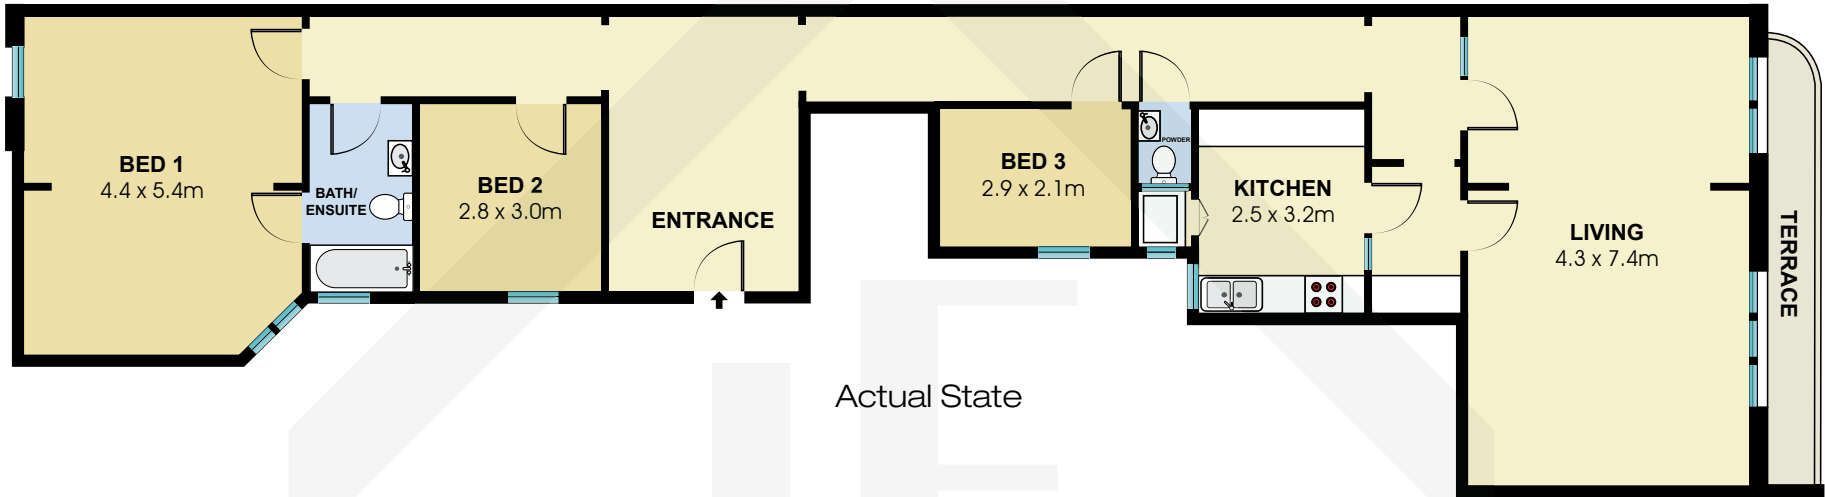 BED 1
4.4 x 5.4m
BATH/
ENSUITE
BED 2
2.8 x 3.0m
ENTRANCE
BED 3
2.9 x 2.1m
POWDER
KITCHEN
2.5 x 3.2m
LIVING
4.3 x 7.4m
TERRACE
Actual State